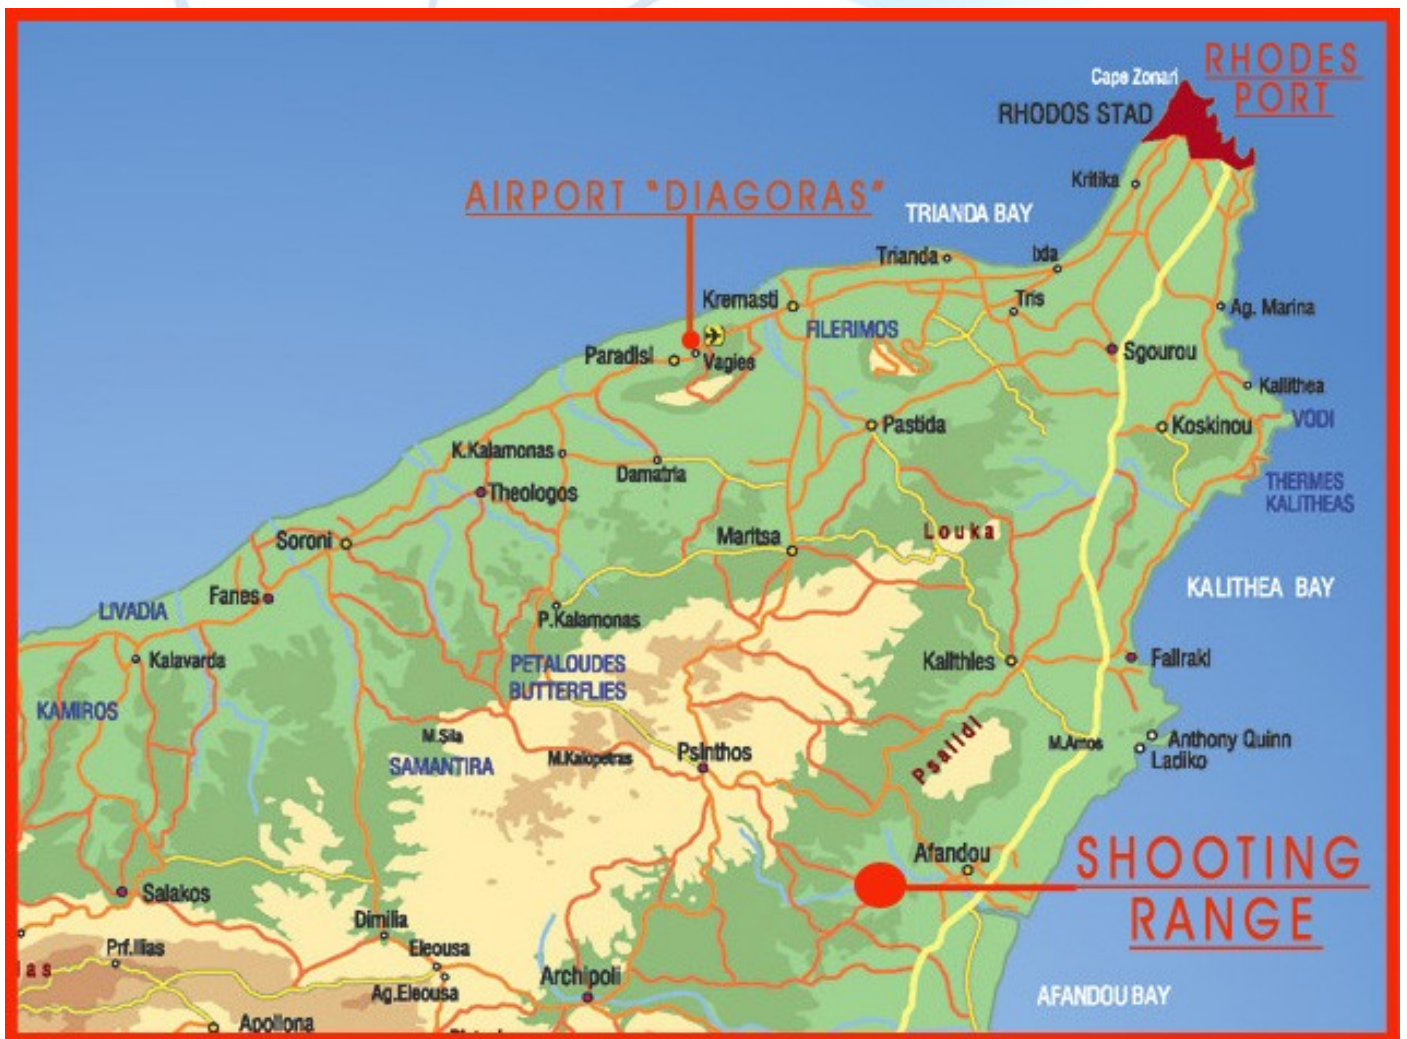 RHODES
PORT
Cape Zonari
RHODOS STAD
Kritika
AIRPORT "DIAGORAS"
TRIANDA BAY
Trianda
Ixia
Kremasti
Tris
Ag. Marina
FILERIMOS
Paradisi
Vagies
Sgourou
Kallithea
Pastida
Koskinou
VODI
K.Kalamonas
Damatria
THERMES
KALITHEAS
Theologos
Soroni
Maritsa
Louka
KALITHEA BAY
Fanes
LIVADIA
P.Kalamonas
Kalavarda
PETALOUDES
BUTTERFLIES
Kalithies
Faliraki
KAMIROS
M.Sila
SAMANTIRA
M.Kalopetras
Psinthos
Psalidi
M.Amos
Anthony Quinn
Ladiko
Afandou
SHOOTING
RANGE
Salakos
Dimilia
Prf.Ilias
Eleousa
ias
Ag.Eleousa
Archipoli
AFANDOU BAY
Apollona